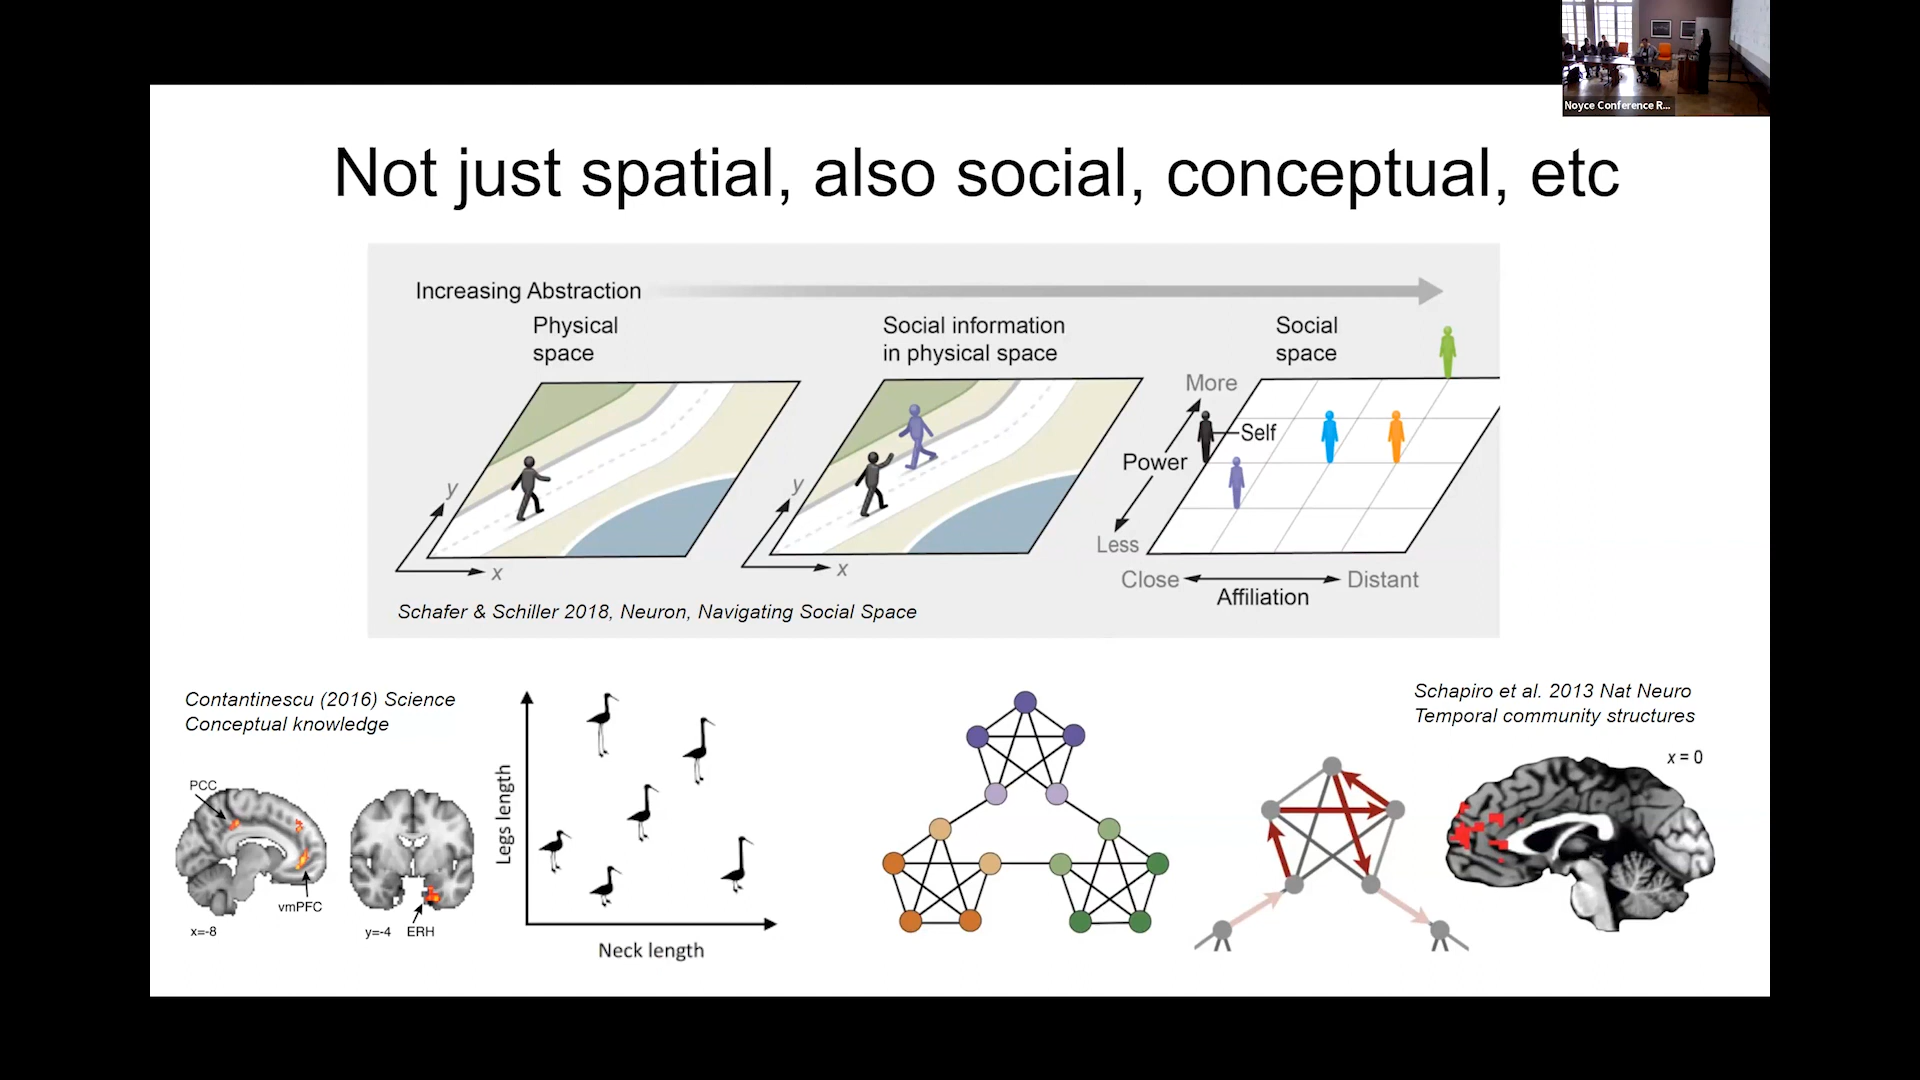 Noyce Conference R...
Not just spatial, also social, conceptual, etc
Increasing Abstraction
Physical
space
Social information
in physical space
Social
space
y
x
y
x
More
Self
Power
Less
Close
Distant
Affiliation
Schafer & Schiller 2018, Neuron, Navigating Social Space
Contantinescu (2016) Science
Conceptual knowledge
PCC
vmPFC
x=-8
y=-4
ERH
Legs length
Neck length
Schapiro et al. 2013 Nat Neuro
Temporal community structures
x = 0